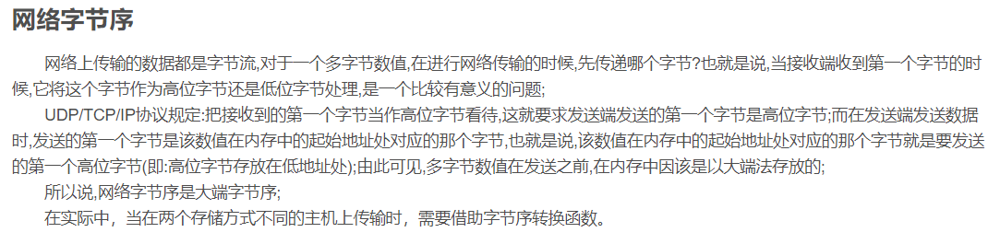 网络字节序
网络上传输的数据都是字节流,对于一个多字节数值,在进行网络传输的时候,先传递哪个字节?也就是说,当接收端收到第一个字节的时
候,它将这个字节作为高位字节还是低位字节处理,是一个比较有意义的问题;
UDP/TCP/IP协议规定:把接收到的第一个字节当作高位字节看待,这就要求发送端发送的第一个字节是高位字节;而在发送端发送数据
时,发送的第一个字节是该数值在内存中的起始地址处对应的那个字节,也就是说,该数值在内存中的起始地址处对应的那个字节就是要发送
的第一个高位字节(即:高位字节存放在低地址处);由此可见,多字节数值在发送之前,在内存中因该是以大端法存放的;
所以说,网络字节序是大端字节序;
在实际中，当在两个存储方式不同的主机上传输时，需要借助字节序转换函数。